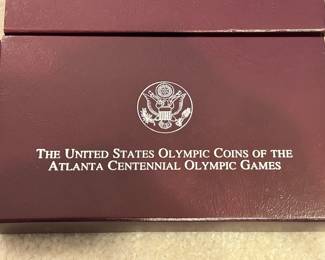 THE UNITED STATES OLYMPIC COINS OF THE
ATLANTA CENTENNIAL OLYMPIC GAMES